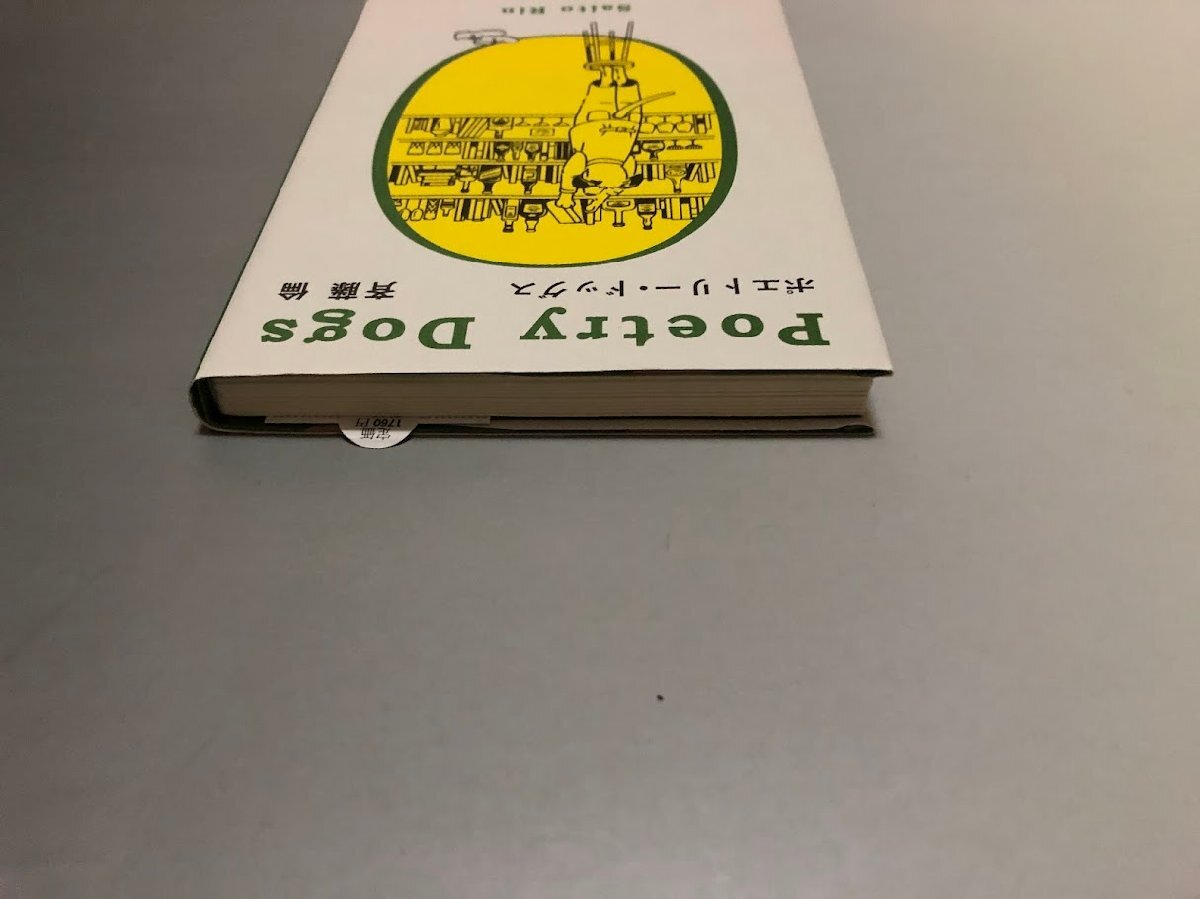 Poetry Dogs
ポエトリー・ドッグス 斉藤 倫
Saito Rin
定価
1760円